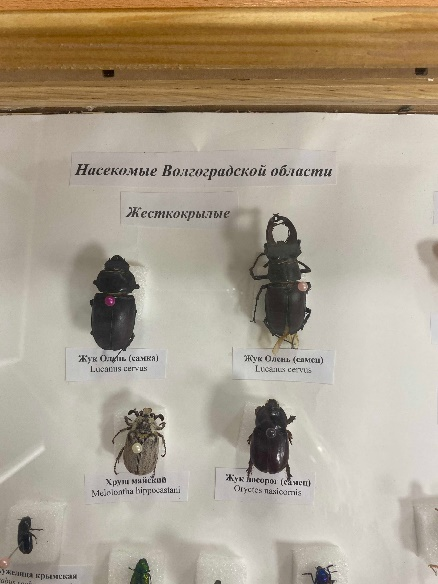 Насекомые Волгоградской области
Жесткокрылые
Жук Олень (самка)
Lucanus cervus
Жук Олень (самец)
Lucanus cervus
Хрущ майский
Melolontha hippocastani
Жук носорог (самец)
Oryctes nasicornis
крымская